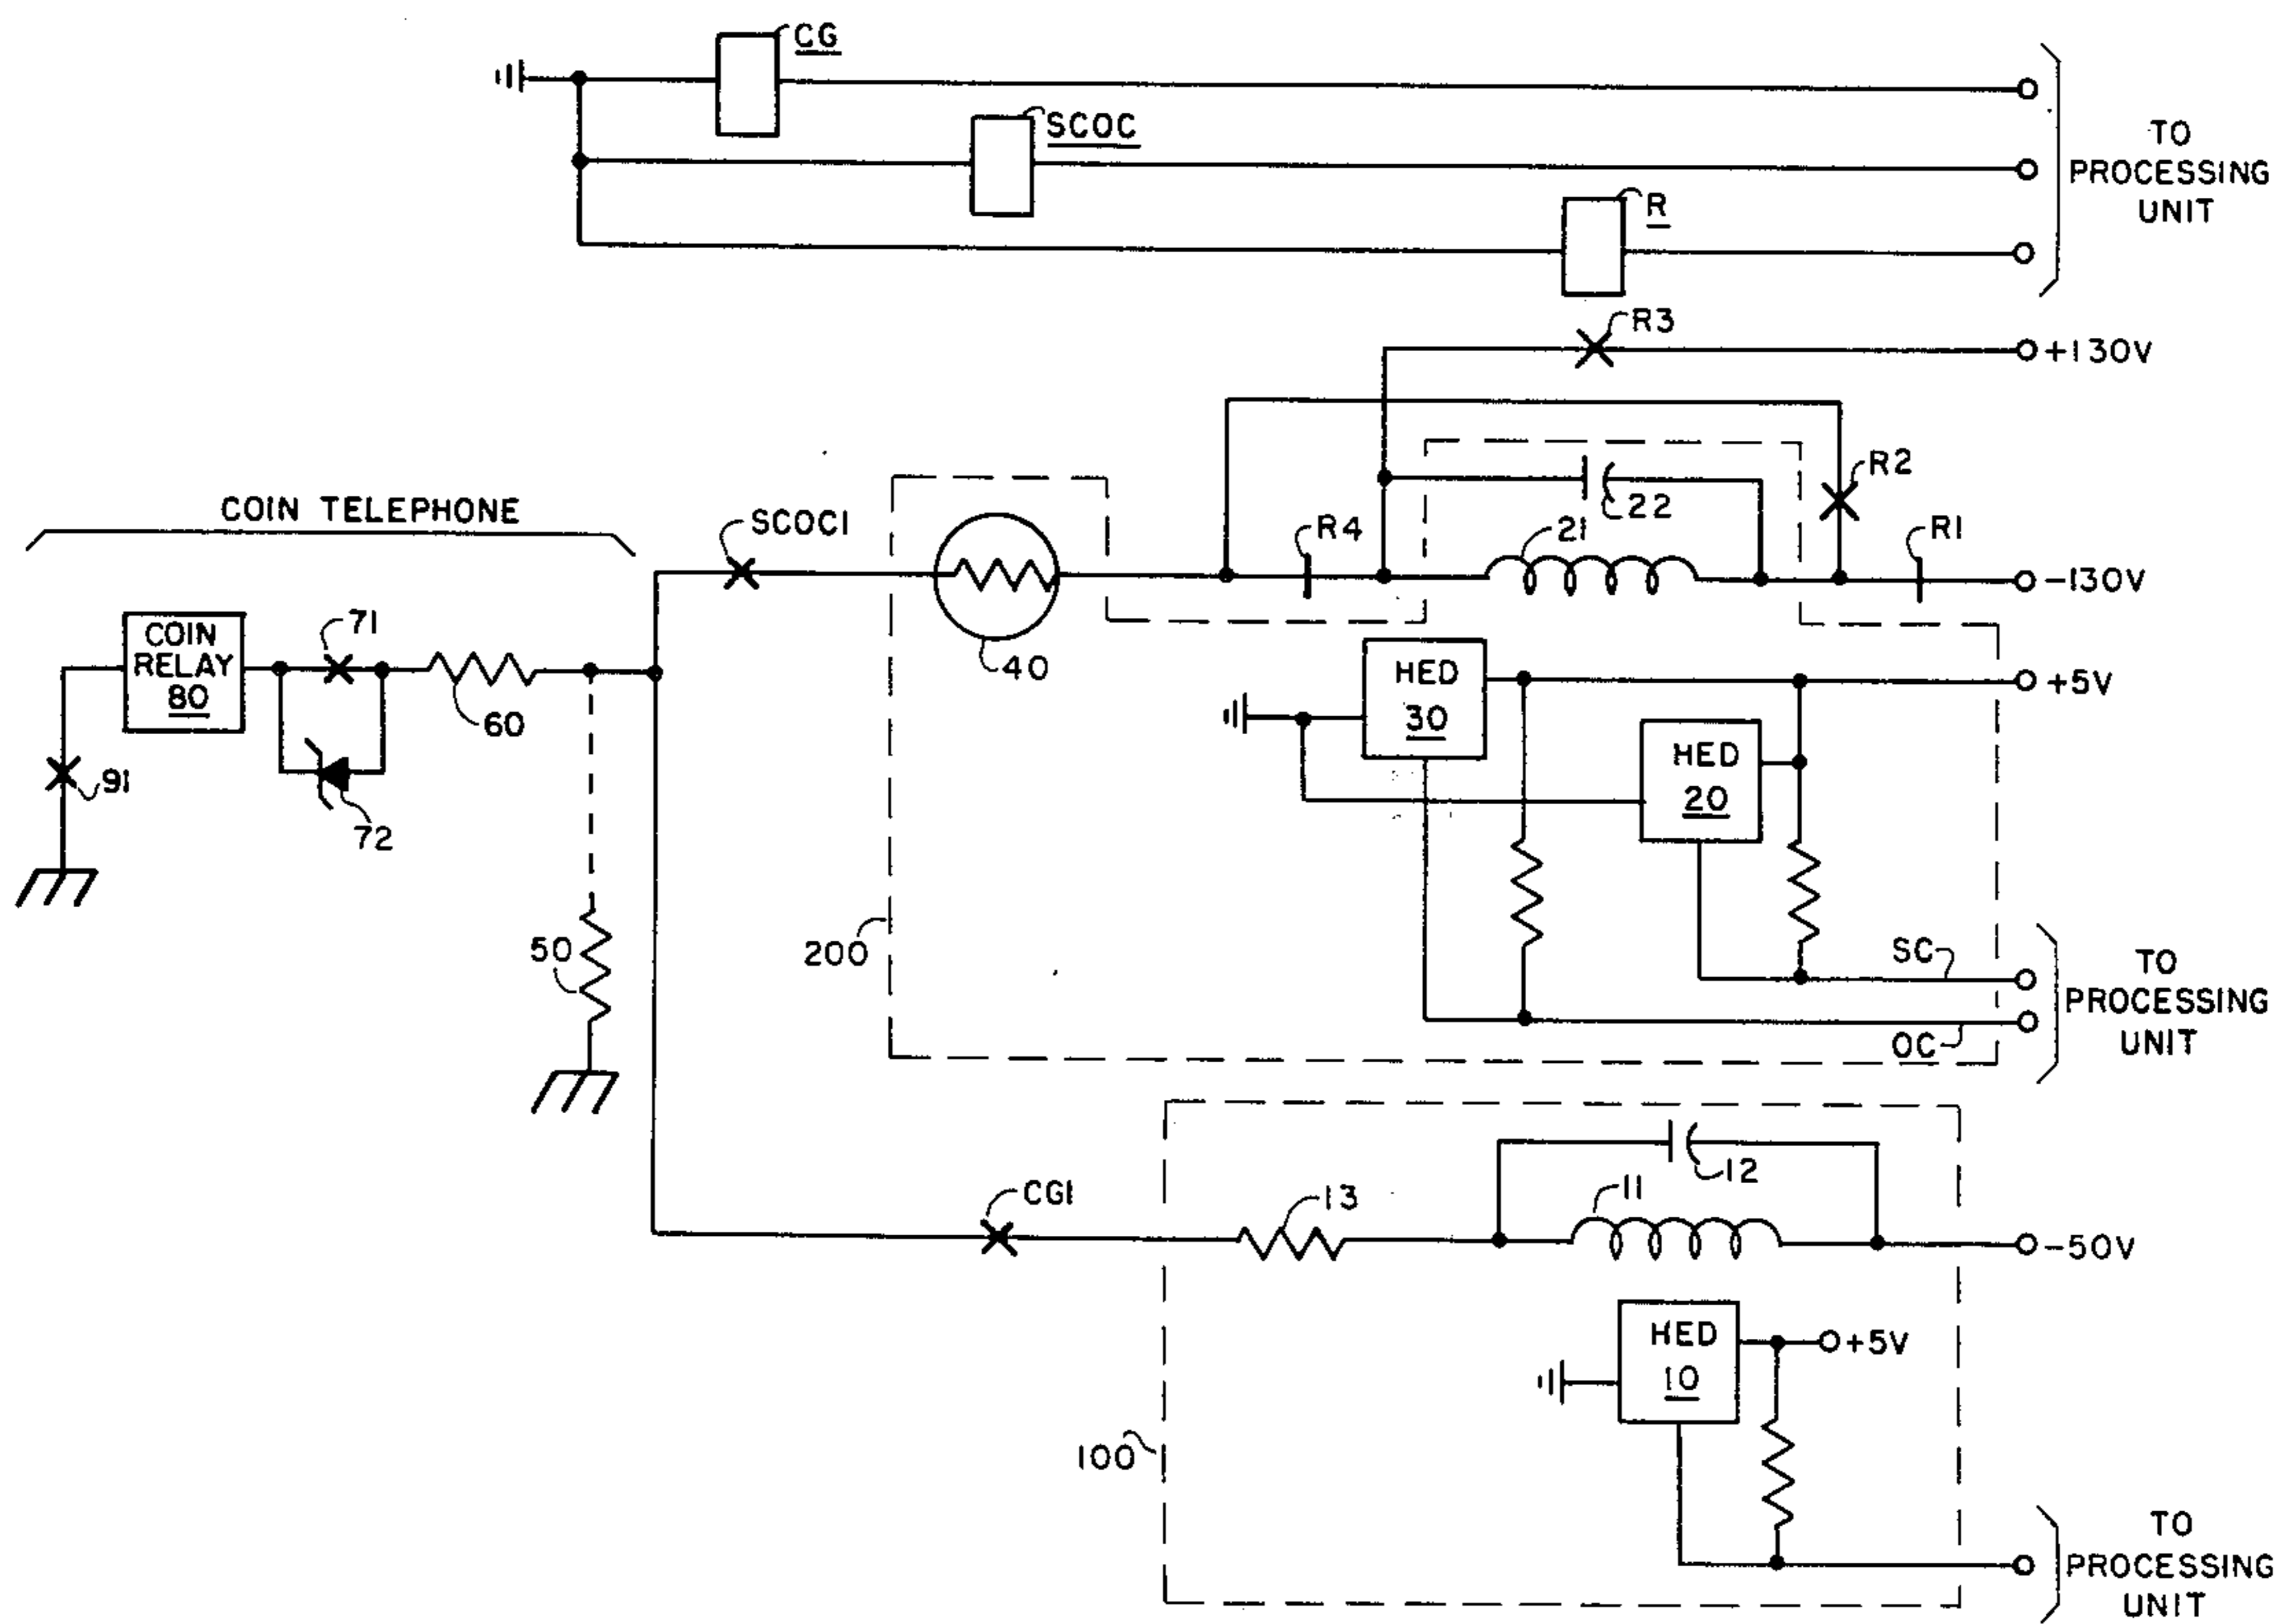 CG
SCOC
R
TO
PROCESSING
UNIT
R3
+130V
R2
COIN TELEPHONE
SCOC1
R4
22
21
R1
-130V
40
COIN
RELAY
80
71
60
91
72
HED
30
+5V
HED
20
50
200
SC
OC
TO
PROCESSING
UNIT
CG1
13
12
11
-50V
HED
10
+5V
100
TO
PROCESSING
UNIT